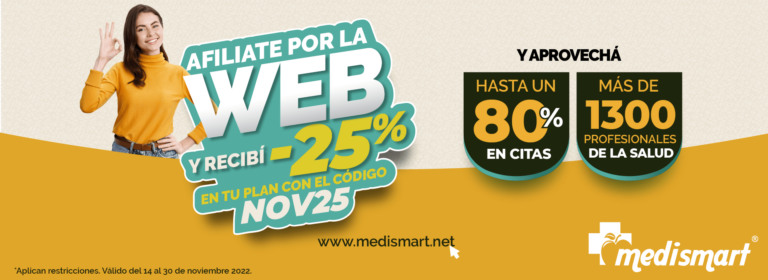 AFILIATE POR LA
WEB
Y RECIBÍ -25%
EN TU PLAN CON EL CÓDIGO
NOV25
www.medismart.net
Y APROVECHÁ
HASTA UN
80%
EN CITAS
MÁS DE
1300
PROFESIONALES
DE LA SALUD
medismart®
*Aplican restricciones. Válido del 14 al 30 de noviembre 2022.